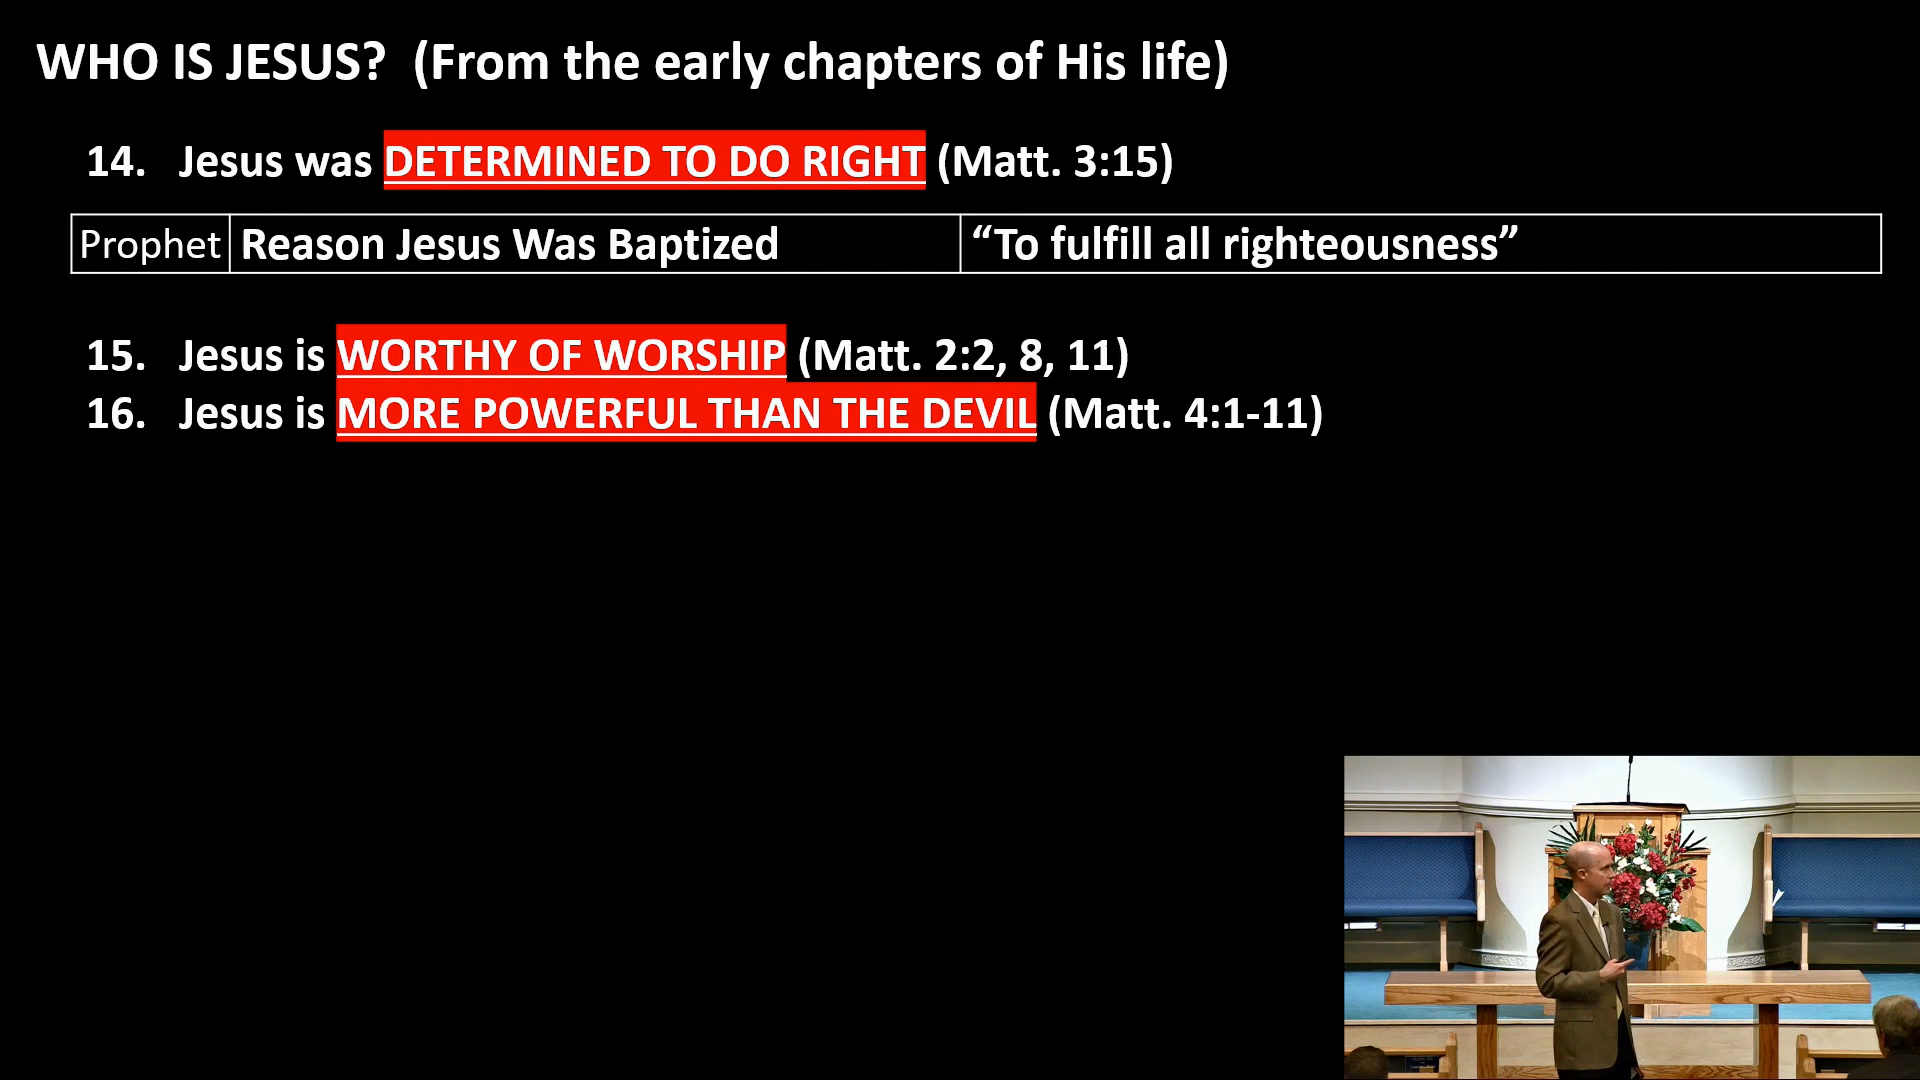 WHO IS JESUS? (From the early chapters of His life)
14. Jesus was DETERMINED TO DO RIGHT (Matt. 3:15)
Prophet Reason Jesus Was Baptized “To fulfill all righteousness”
15. Jesus is WORTHY OF WORSHIP (Matt. 2:2, 8, 11)
16. Jesus is MORE POWERFUL THAN THE DEVIL (Matt. 4:1-11)